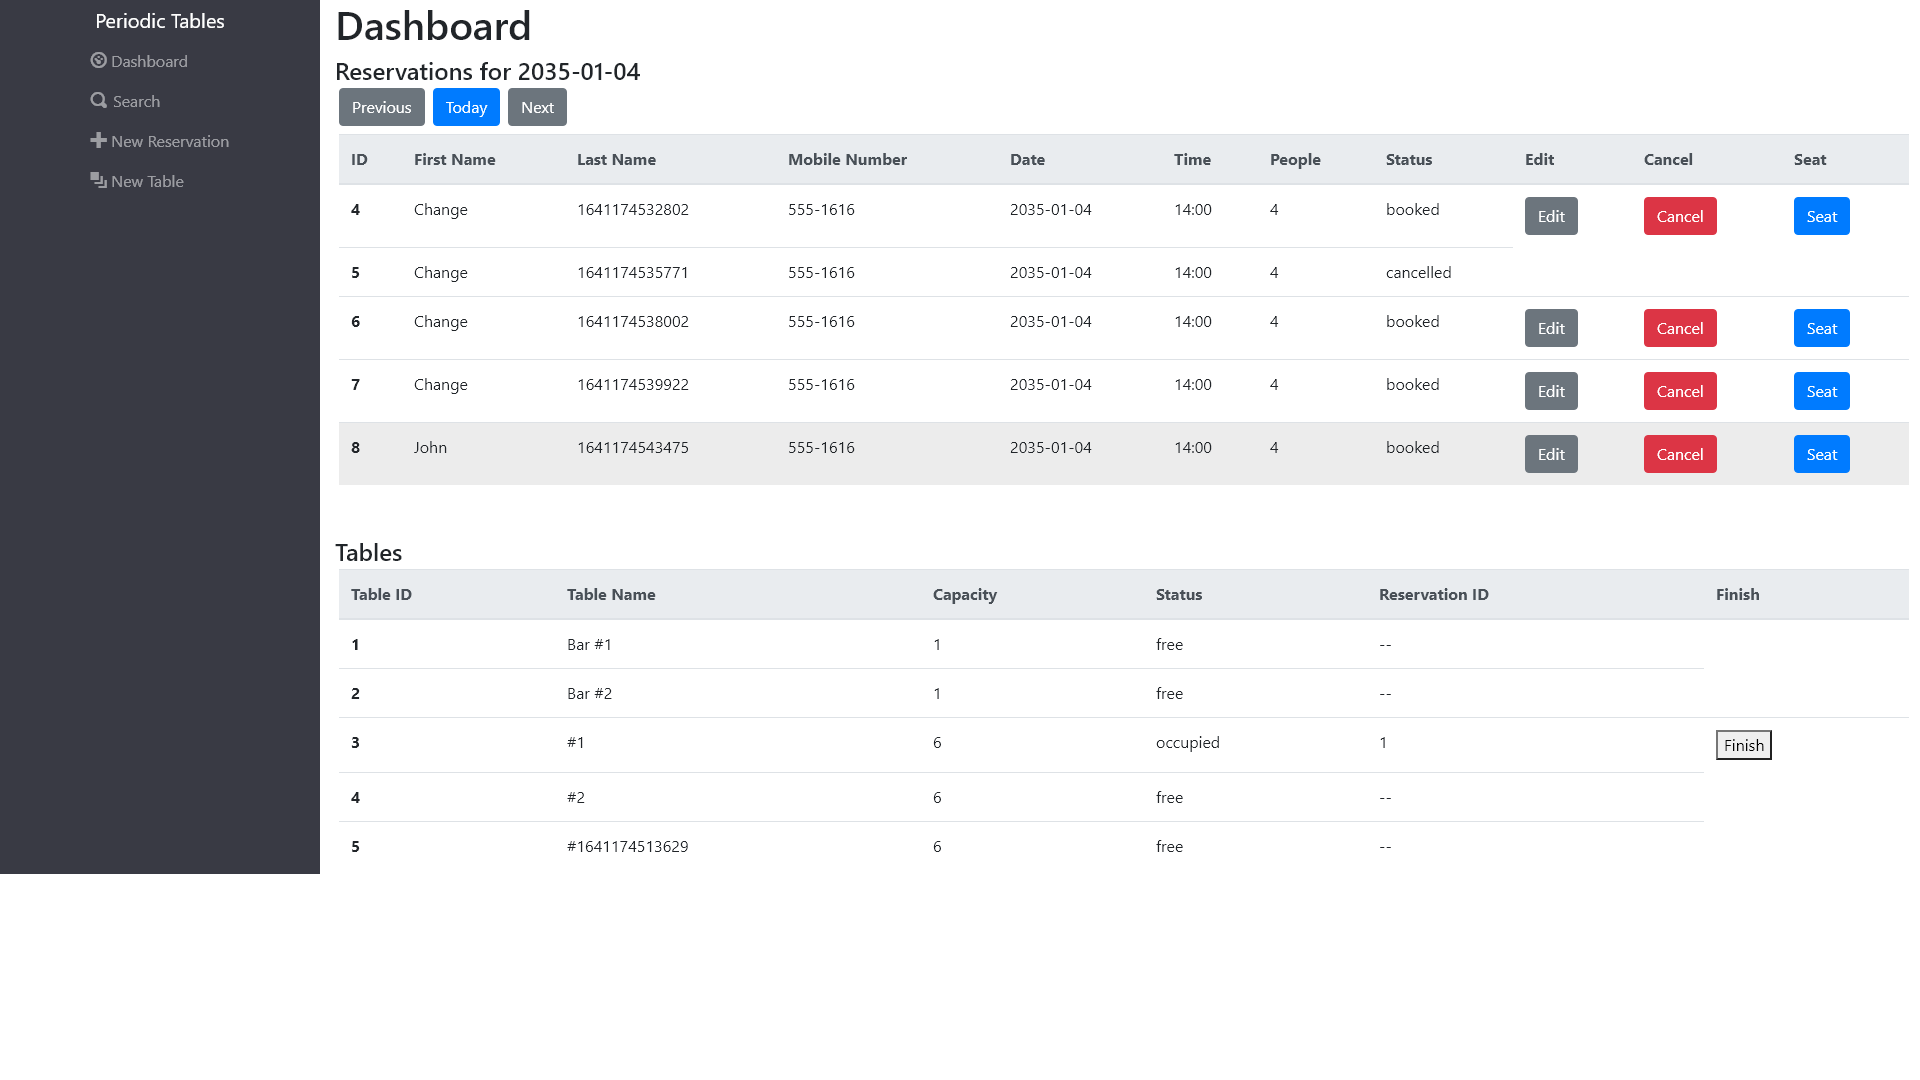 Periodic Tables
Dashboard
Search
New Reservation
New Table
Dashboard
Reservations for 2035-01-04
Previous Today Next
ID First Name Last Name Mobile Number Date Time People Status Edit Cancel Seat
4 Change 1641174532802 555-1616 2035-01-04 14:00 4 booked Edit Cancel Seat
5 Change 1641174535771 555-1616 2035-01-04 14:00 4 cancelled
6 Change 1641174538002 555-1616 2035-01-04 14:00 4 booked Edit Cancel Seat
7 Change 1641174539922 555-1616 2035-01-04 14:00 4 booked Edit Cancel Seat
8 John 1641174543475 555-1616 2035-01-04 14:00 4 booked Edit Cancel Seat
Tables
Table ID Table Name Capacity Status Reservation ID Finish
1 Bar #1 1 free --
2 Bar #2 1 free --
3 #1 6 occupied 1 Finish
4 #2 6 free --
5 #1641174513629 6 free --